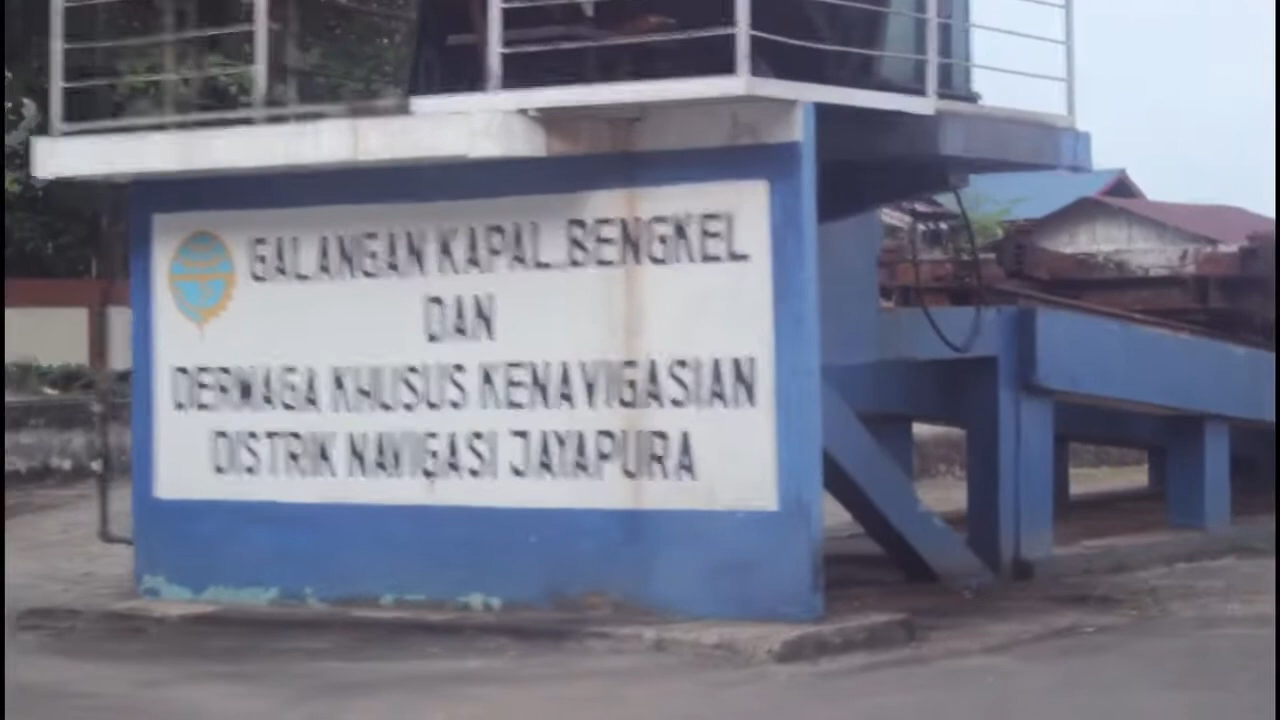 GALANGAN KAPAL.BENGKEL
DAN
DERMAGA KHUSUS KENAVIGASIAN
DISTRIK NAVIGASI JAYAPURA